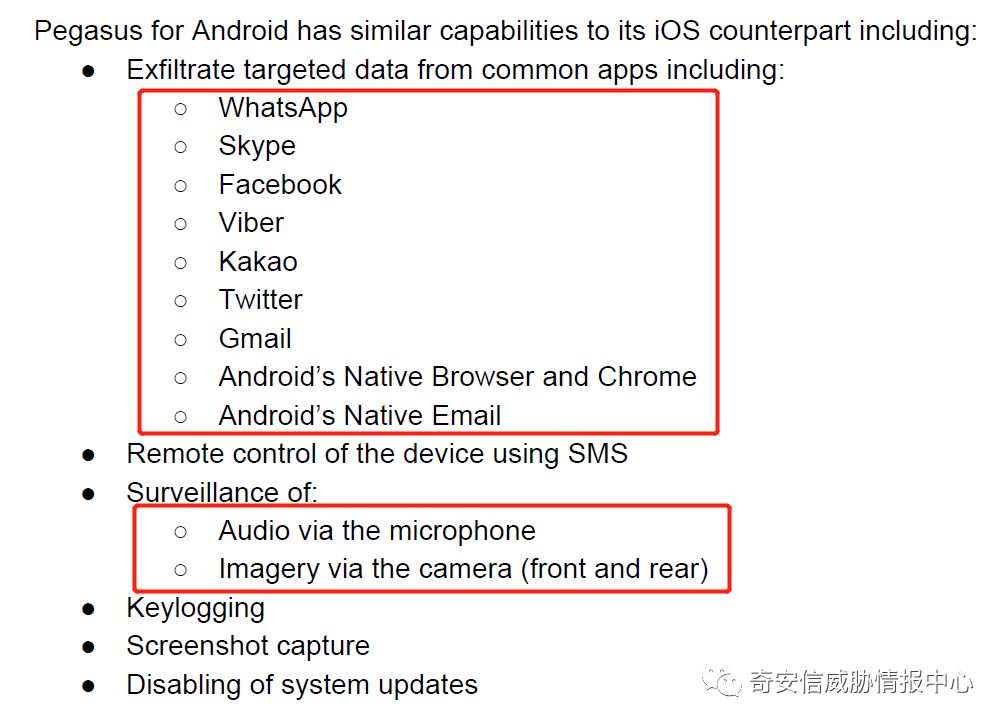 Pegasus for Android has similar capabilities to its iOS counterpart including:
● Exfiltrate targeted data from common apps including:
○ WhatsApp
○ Skype
○ Facebook
○ Viber
○ Kakao
○ Twitter
○ Gmail
○ Android’s Native Browser and Chrome
○ Android’s Native Email
● Remote control of the device using SMS
● Surveillance of:
○ Audio via the microphone
○ Imagery via the camera (front and rear)
● Keylogging
● Screenshot capture
● Disabling of system updates
奇安信威胁情报中心